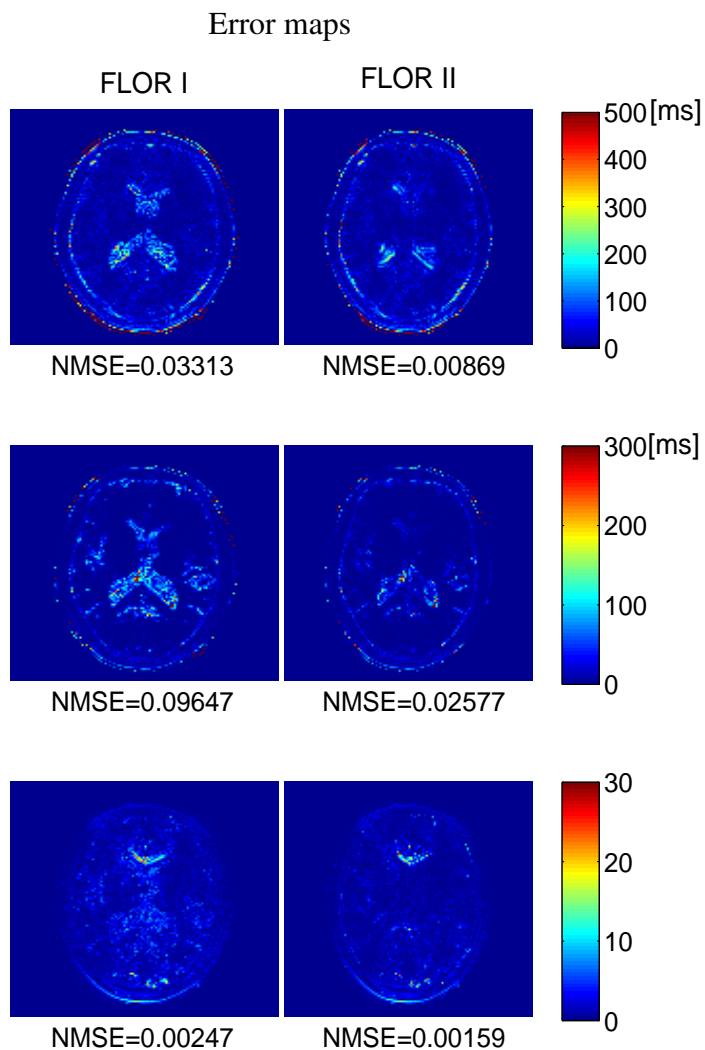 Error maps
FLOR I
FLOR II
500 [ms]
400
300
200
100
0
NMSE=0.03313
NMSE=0.00869
300 [ms]
200
100
0
NMSE=0.09647
NMSE=0.02577
30
20
10
0
NMSE=0.00247
NMSE=0.00159